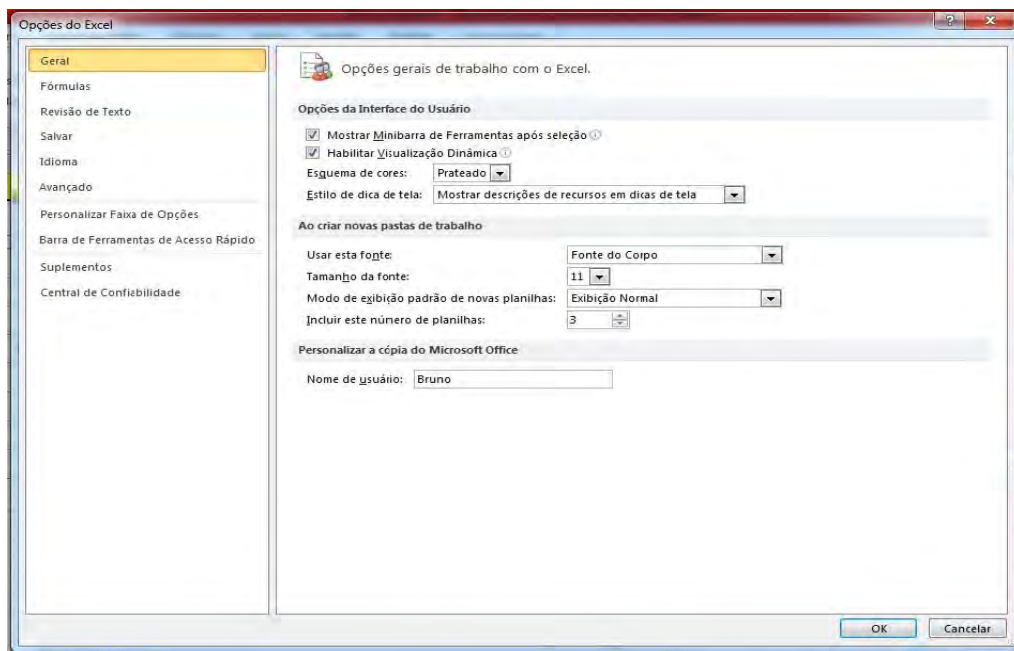 Opções do Excel
Geral
Fórmulas
Revisão de Texto
Salvar
Idioma
Avançado
Personalizar Faixa de Opções
Barra de Ferramentas de Acesso Rápido
Suplementos
Central de Confiabilidade
Opções gerais de trabalho com o Excel.
Opções da Interface do Usuário
Mostrar Minibarra de Ferramentas após seleção
Habilitar Visualização Dinâmica
Esquema de cores: Prateado
Estilo de dica de tela: Mostrar descrições de recursos em dicas de tela
Ao criar novas pastas de trabalho
Usar esta fonte: Fonte do Corpo
Tamanho da fonte: 11
Modo de exibição padrão de novas planilhas: Exibição Normal
Incluir este número de planilhas: 3
Personalizar a cópia do Microsoft Office
Nome de usuário: Bruno
OK Cancelar